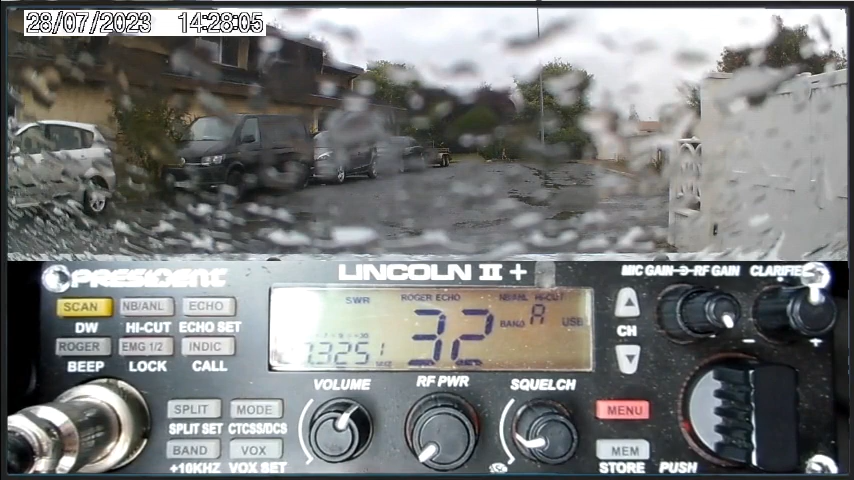 28/07/2023 14:28:05
PRESIDENT
LINCOLN II +
MIC GAIN RF GAIN CLARIFIER
SCAN NB/ANL ECHO
DW HI-CUT ECHO SET
ROGER EMG 1/2 INDIC
BEEP LOCK CALL
SWR ROGER ECHO NB/ANL HI-CUT
32 BAND A USB
CH
VOLUME RF PWR SQUELCH
SPLIT MODE
SPLIT SET CTCSS/DCS
BAND VOX
+10KHZ VOX SET
MENU
MEM
STORE PUSH
- +